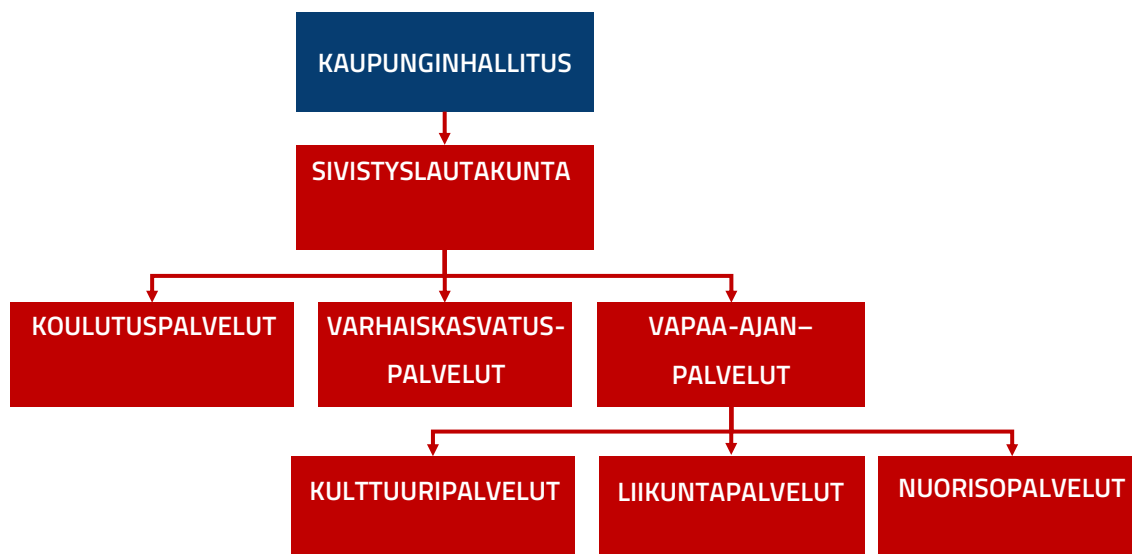 KAUPUNGINHALLITUS
SIVISTYSLAUTAKUNTA
KOULUTUSPALVELUT
VARHAISKASVATUS-
PALVELUT
VAPAA-AJAN–
PALVELUT
KULTTUURIPALVELUT
LIIKUNTAPALVELUT
NUORISOPALVELUT